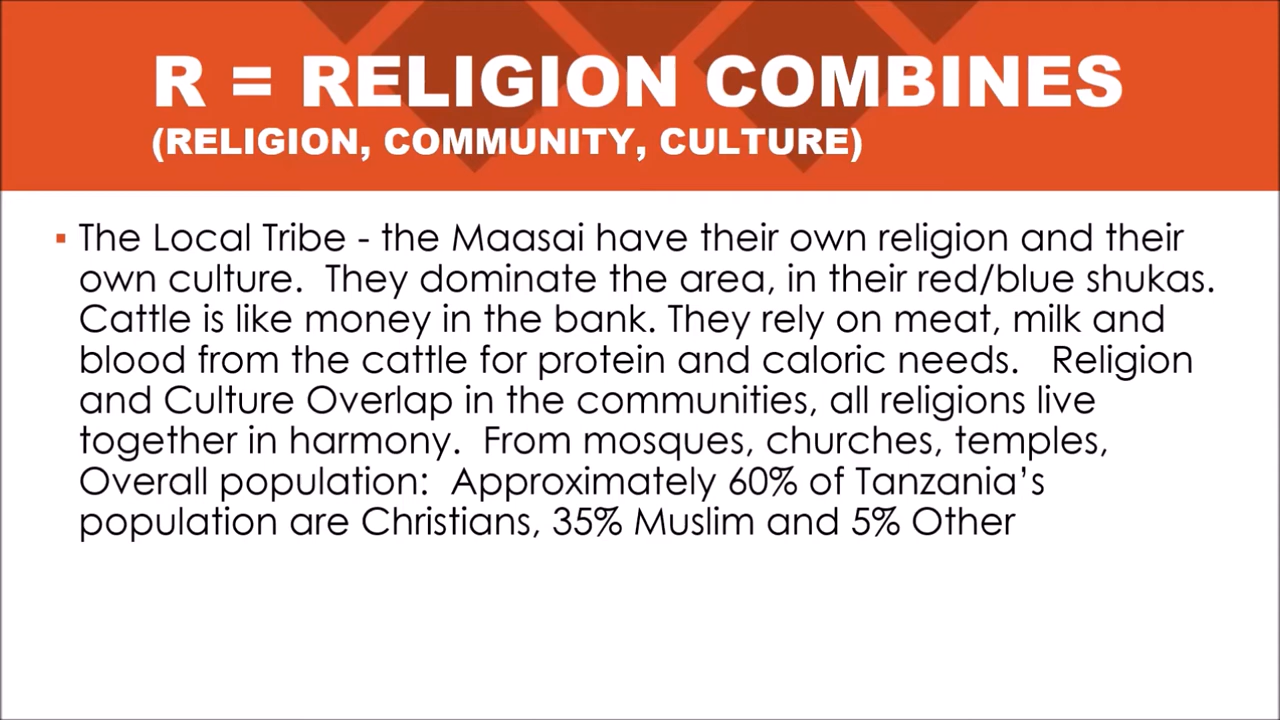 R = RELIGION COMBINES
(RELIGION, COMMUNITY, CULTURE)
▪ The Local Tribe - the Maasai have their own religion and their
own culture.  They dominate the area, in their red/blue shukas.
Cattle is like money in the bank. They rely on meat, milk and
blood from the cattle for protein and caloric needs.   Religion
and Culture Overlap in the communities, all religions live
together in harmony.  From mosques, churches, temples,
Overall population:  Approximately 60% of Tanzania’s
population are Christians, 35% Muslim and 5% Other